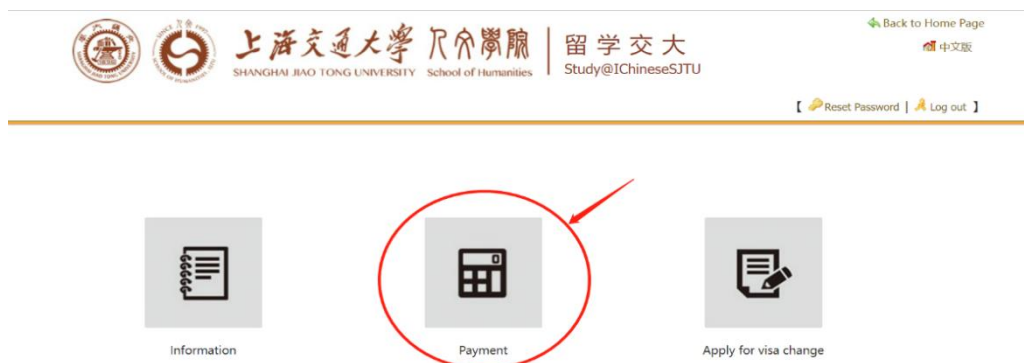 Back to Home Page
中文版
上海交通大學 人文學院
SHANGHAI JIAO TONG UNIVERSITY School of Humanities
留学交大
Study@IChineseSJTU
【 Reset Password | Log out 】
Information
Payment
Apply for visa change